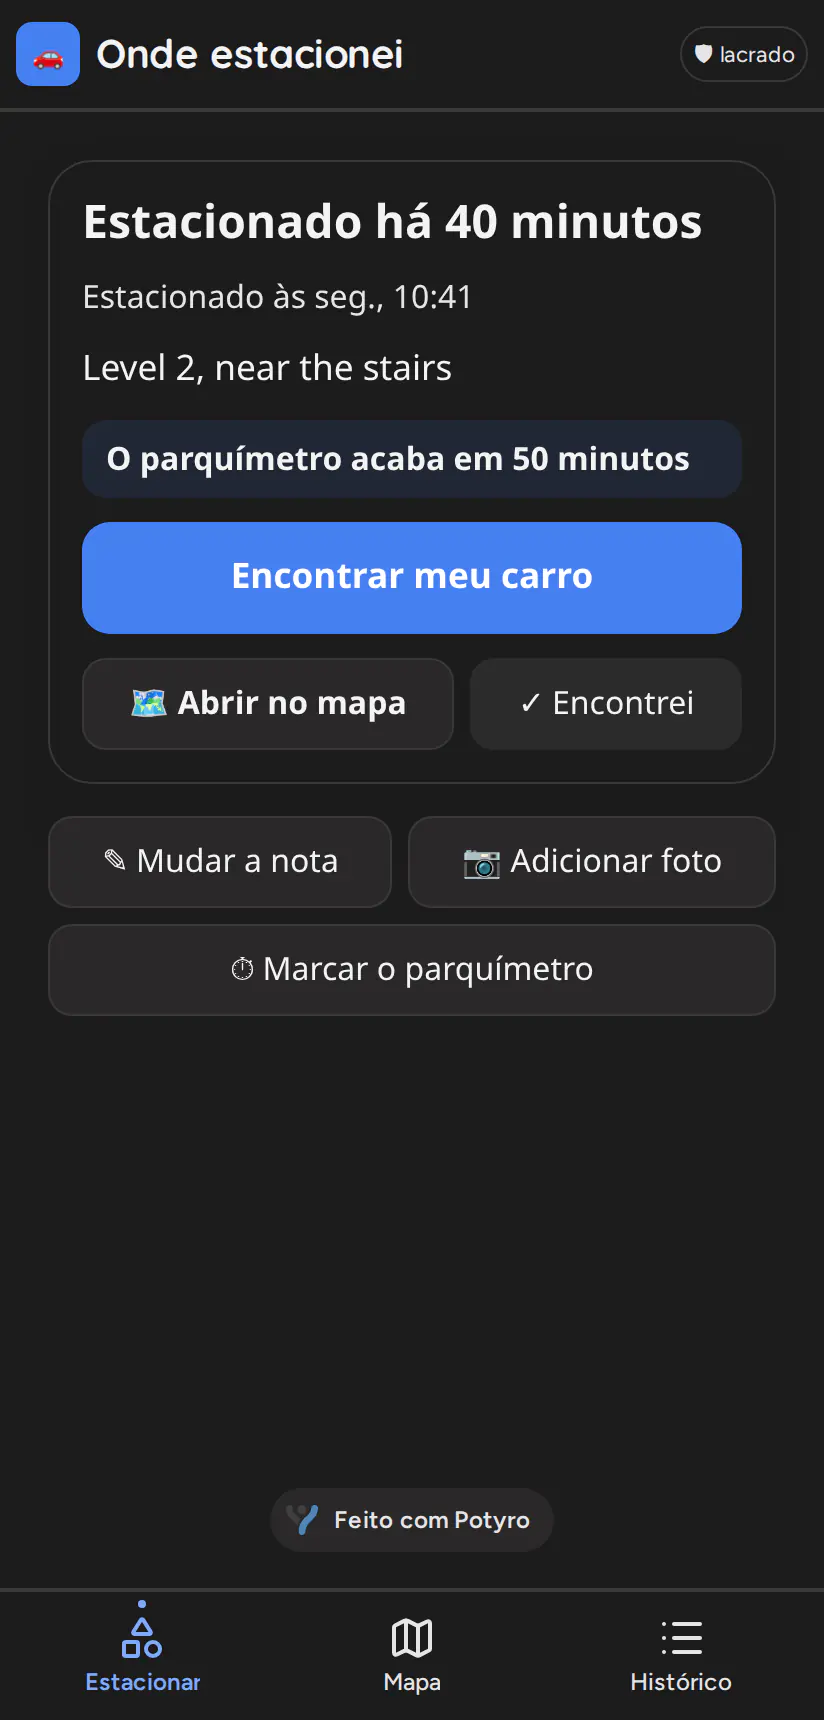 Onde estacionei
lacrado
Estacionado há 40 minutos
Estacionado às seg., 10:41
Level 2, near the stairs
O parquímetro acaba em 50 minutos
Encontrar meu carro
Abrir no mapa
✓ Encontrei
✎ Mudar a nota
Adicionar foto
⏱ Marcar o parquímetro
Feito com Potyro
Estacionar
Mapa
Histórico